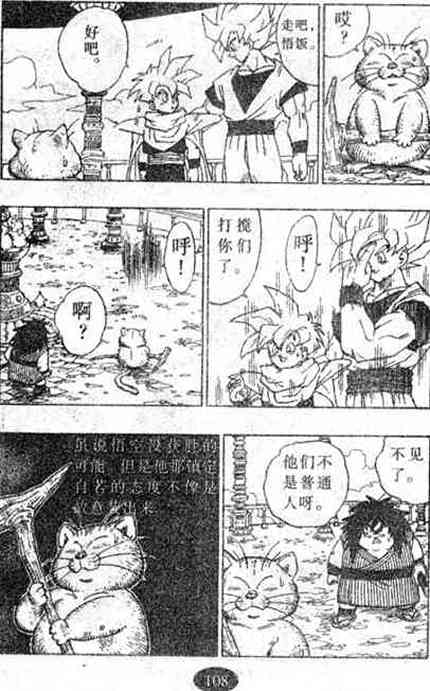 哎？
走吧，
悟饭。
好吧。
呼！
打搅
你们
了。
呼！
啊？
不见
了。
他们不
是普通
人呀。
虽说悟空没获胜的
可能，但是他那镇定
自若的态度不像是
出来
108